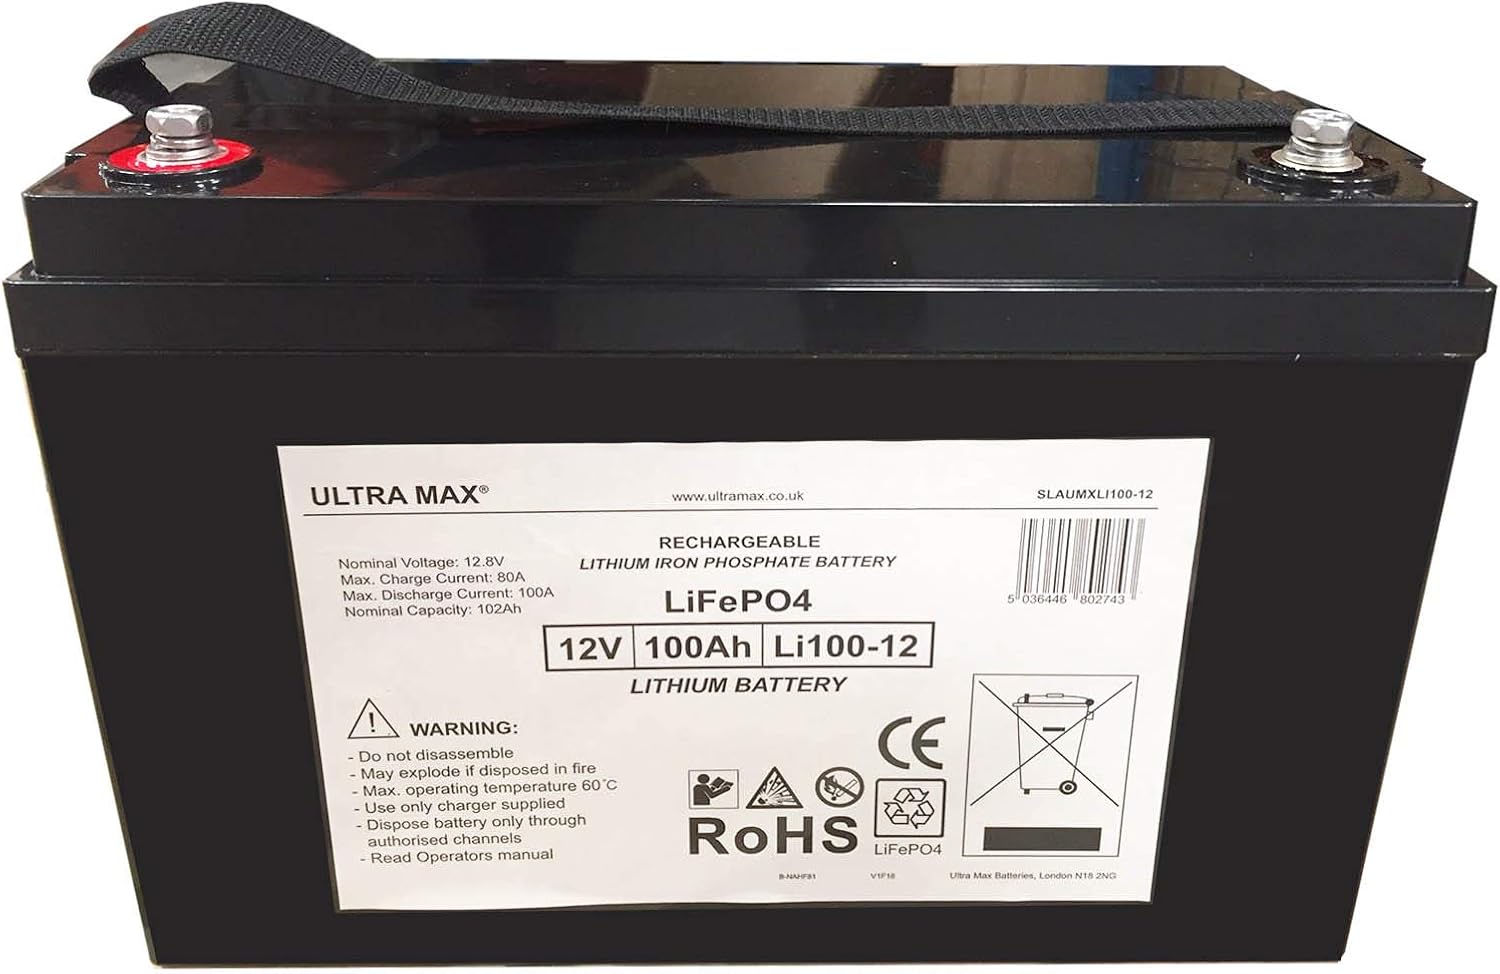 ULTRA MAX®
www.ultramax.co.uk
SLAUMXLI100-12
Nominal Voltage: 12.8V
Max. Charge Current: 80A
Max. Discharge Current: 100A
Nominal Capacity: 102Ah
RECHARGEABLE
LITHIUM IRON PHOSPHATE BATTERY
LiFePO4
12V 100Ah Li100-12
LITHIUM BATTERY
5 036446 802743
WARNING:
- Do not disassemble
- May explode if disposed in fire
- Max. operating temperature 60°C
- Use only charger supplied
- Dispose battery only through
authorised channels
- Read Operators manual
CE
RoHS
LiFePO4
B-NAHF81
V1F18
Ultra Max Batteries, London N18 2NG